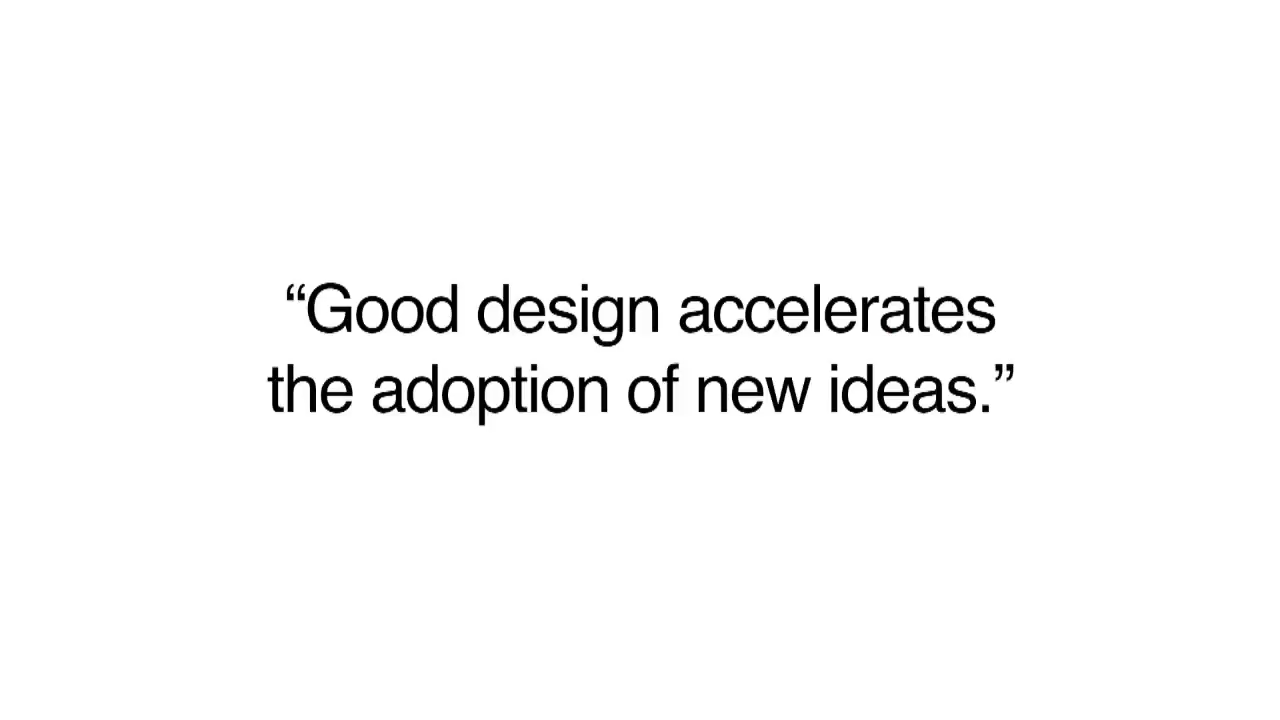 “Good design accelerates
the adoption of new ideas.”